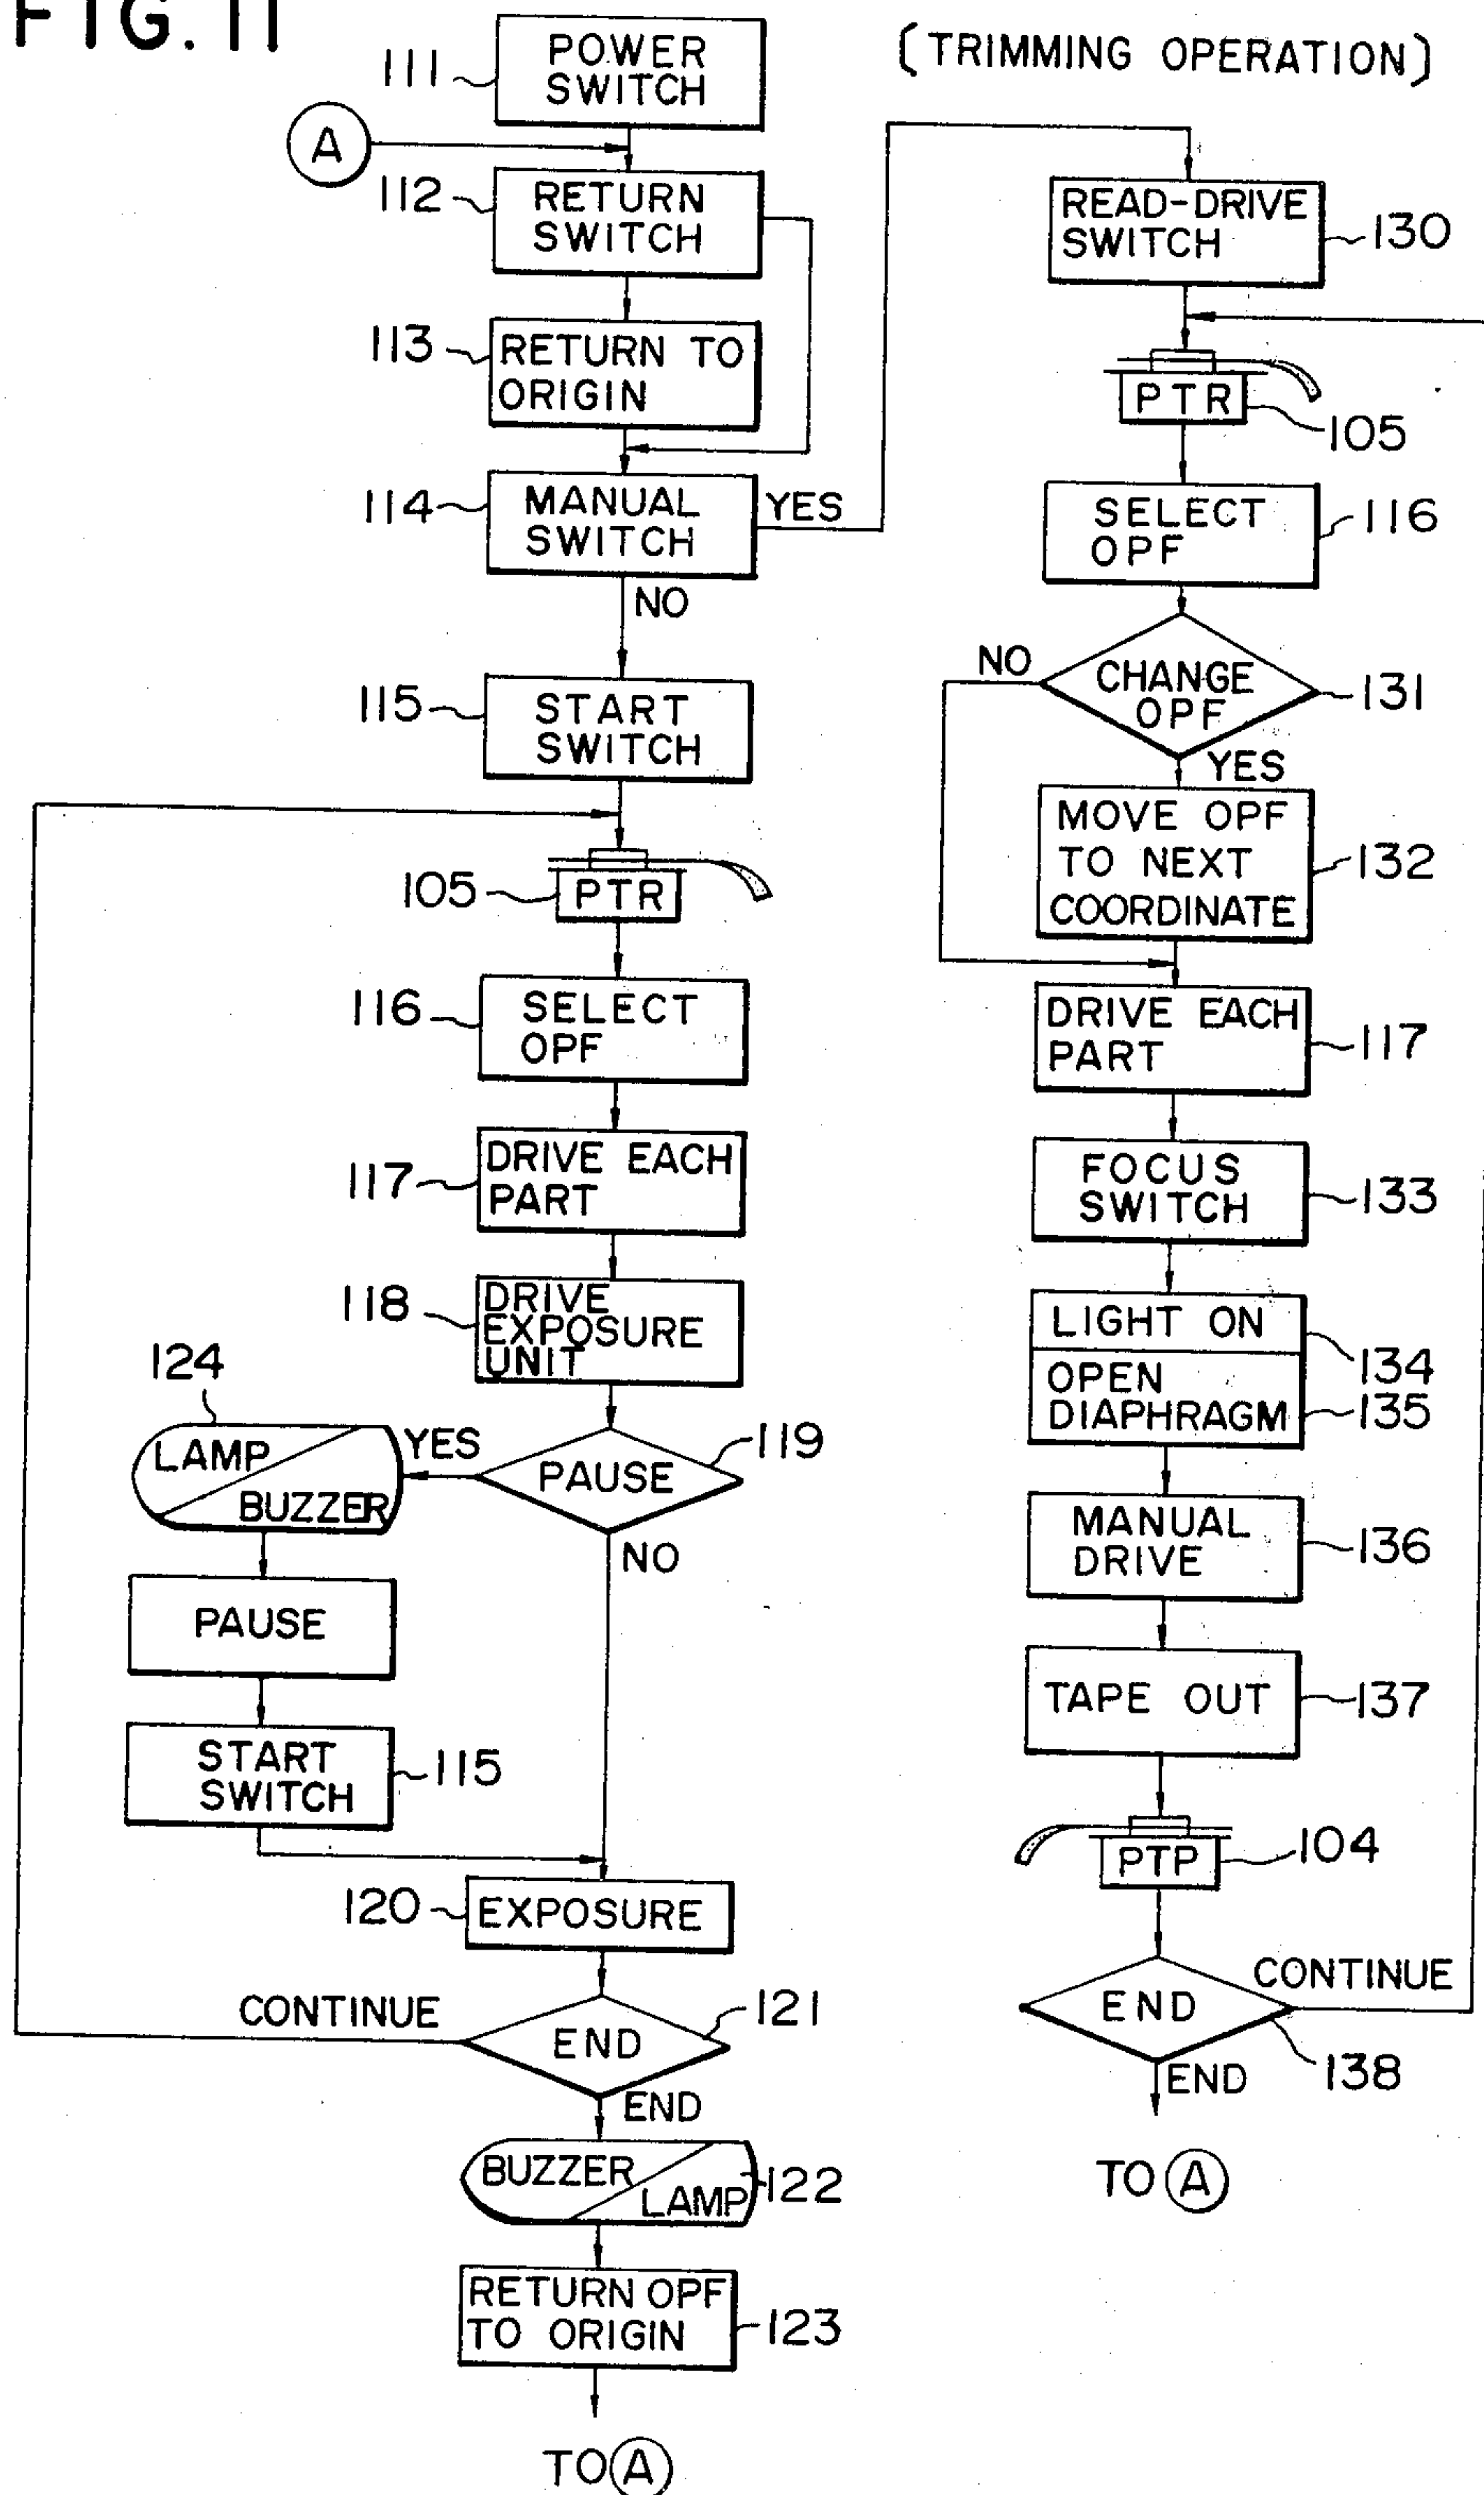 FIG. 11
(TRIMMING OPERATION)
111
POWER
SWITCH
A
112
RETURN
SWITCH
113
RETURN TO
ORIGIN
114
MANUAL
SWITCH
YES
NO
115
START
SWITCH
105
PTR
116
SELECT
OPF
117
DRIVE EACH
PART
118
DRIVE
EXPOSURE
UNIT
124
LAMP
BUZZER
YES
PAUSE
119
NO
PAUSE
START
SWITCH
115
120
EXPOSURE
CONTINUE
END
121
END
BUZZER
LAMP
122
RETURN OPF
TO ORIGIN
123
TO A
READ-DRIVE
SWITCH
130
PTR
105
SELECT
OPF
116
NO
CHANGE
OPF
131
YES
MOVE OPF
TO NEXT
COORDINATE
132
DRIVE EACH
PART
117
FOCUS
SWITCH
133
LIGHT ON
134
OPEN
DIAPHRAGM
135
MANUAL
DRIVE
136
TAPE OUT
137
PTP
104
CONTINUE
END
138
END
TO A